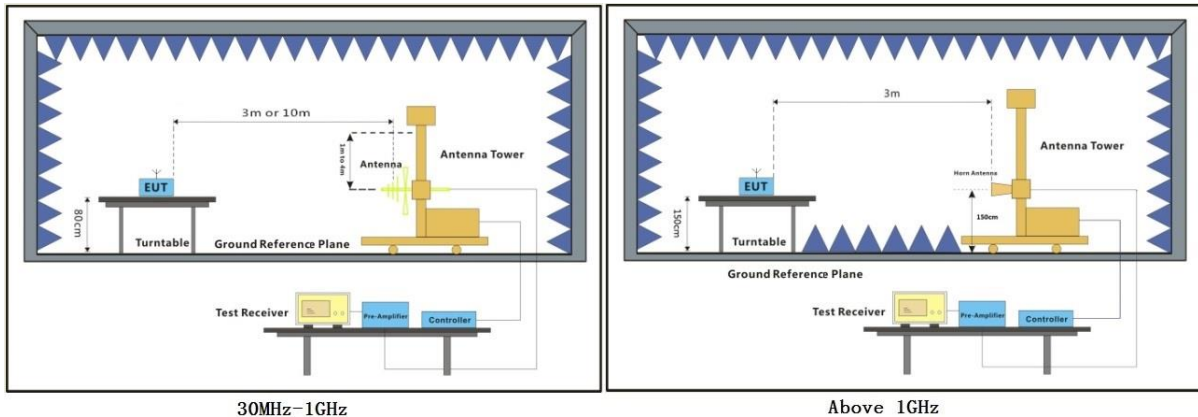 3m or 10m
1m to 4m
Antenna
Antenna Tower
EUT
80cm
Turntable
Ground Reference Plane
Test Receiver
Pre-Amplifier
Controller
30MHz-1GHz
3m
Antenna Tower
Horn Antenna
EUT
150cm
150cm
Turntable
Ground Reference Plane
Test Receiver
Pre-Amplifier
Controller
Above 1GHz